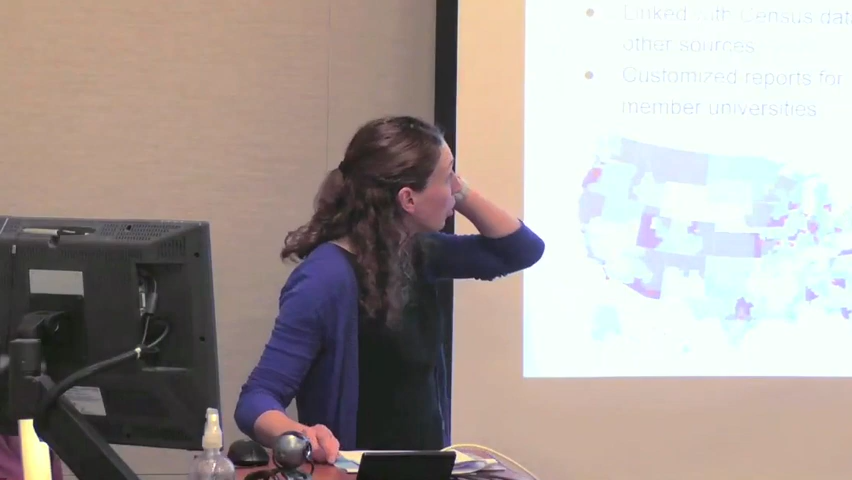 Linked with Census data
other sources
Customized reports for
member universities